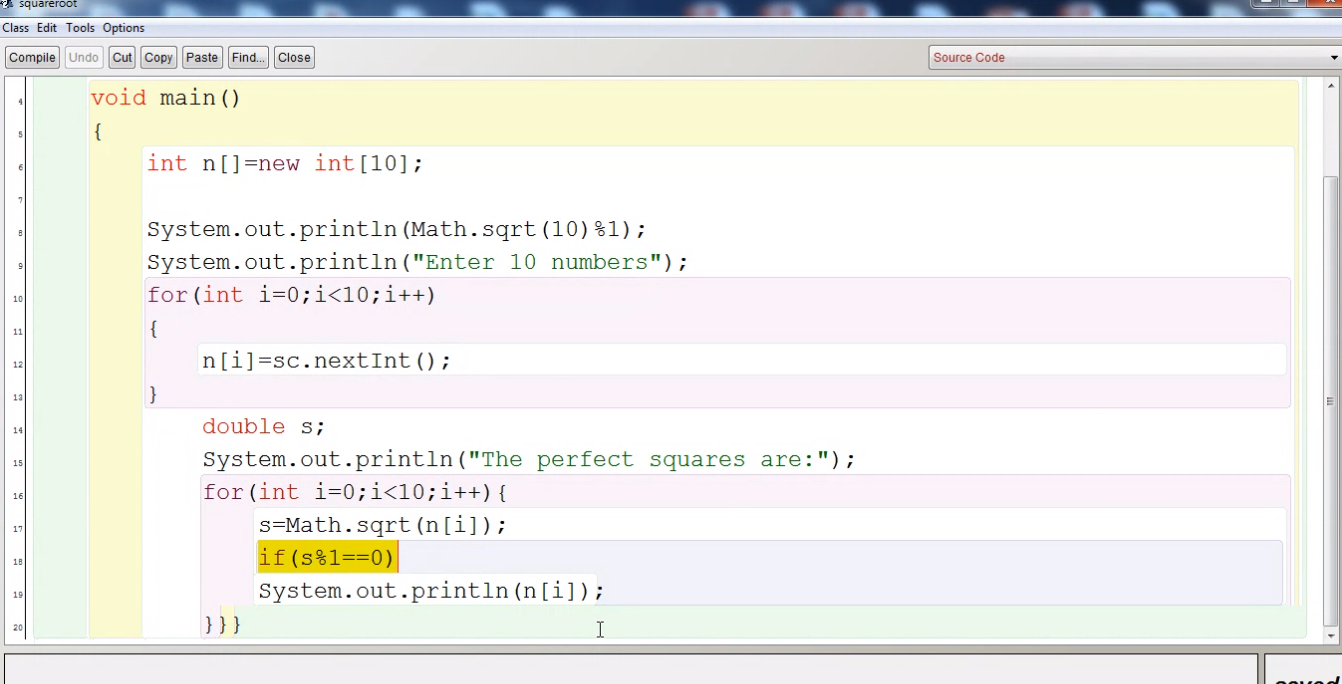 squareroot
Class Edit Tools Options
Compile Undo Cut Copy Paste Find... Close Source Code
4 void main()
5 {
6 int n[]=new int[10];
7
8 System.out.println(Math.sqrt(10)%1);
9 System.out.println("Enter 10 numbers");
10 for(int i=0;i<10;i++)
11 {
12 n[i]=sc.nextInt();
13 }
14 double s;
15 System.out.println("The perfect squares are:");
16 for(int i=0;i<10;i++){
17 s=Math.sqrt(n[i]);
18 if(s%1==0)
19 System.out.println(n[i]);
20 }}}
saved